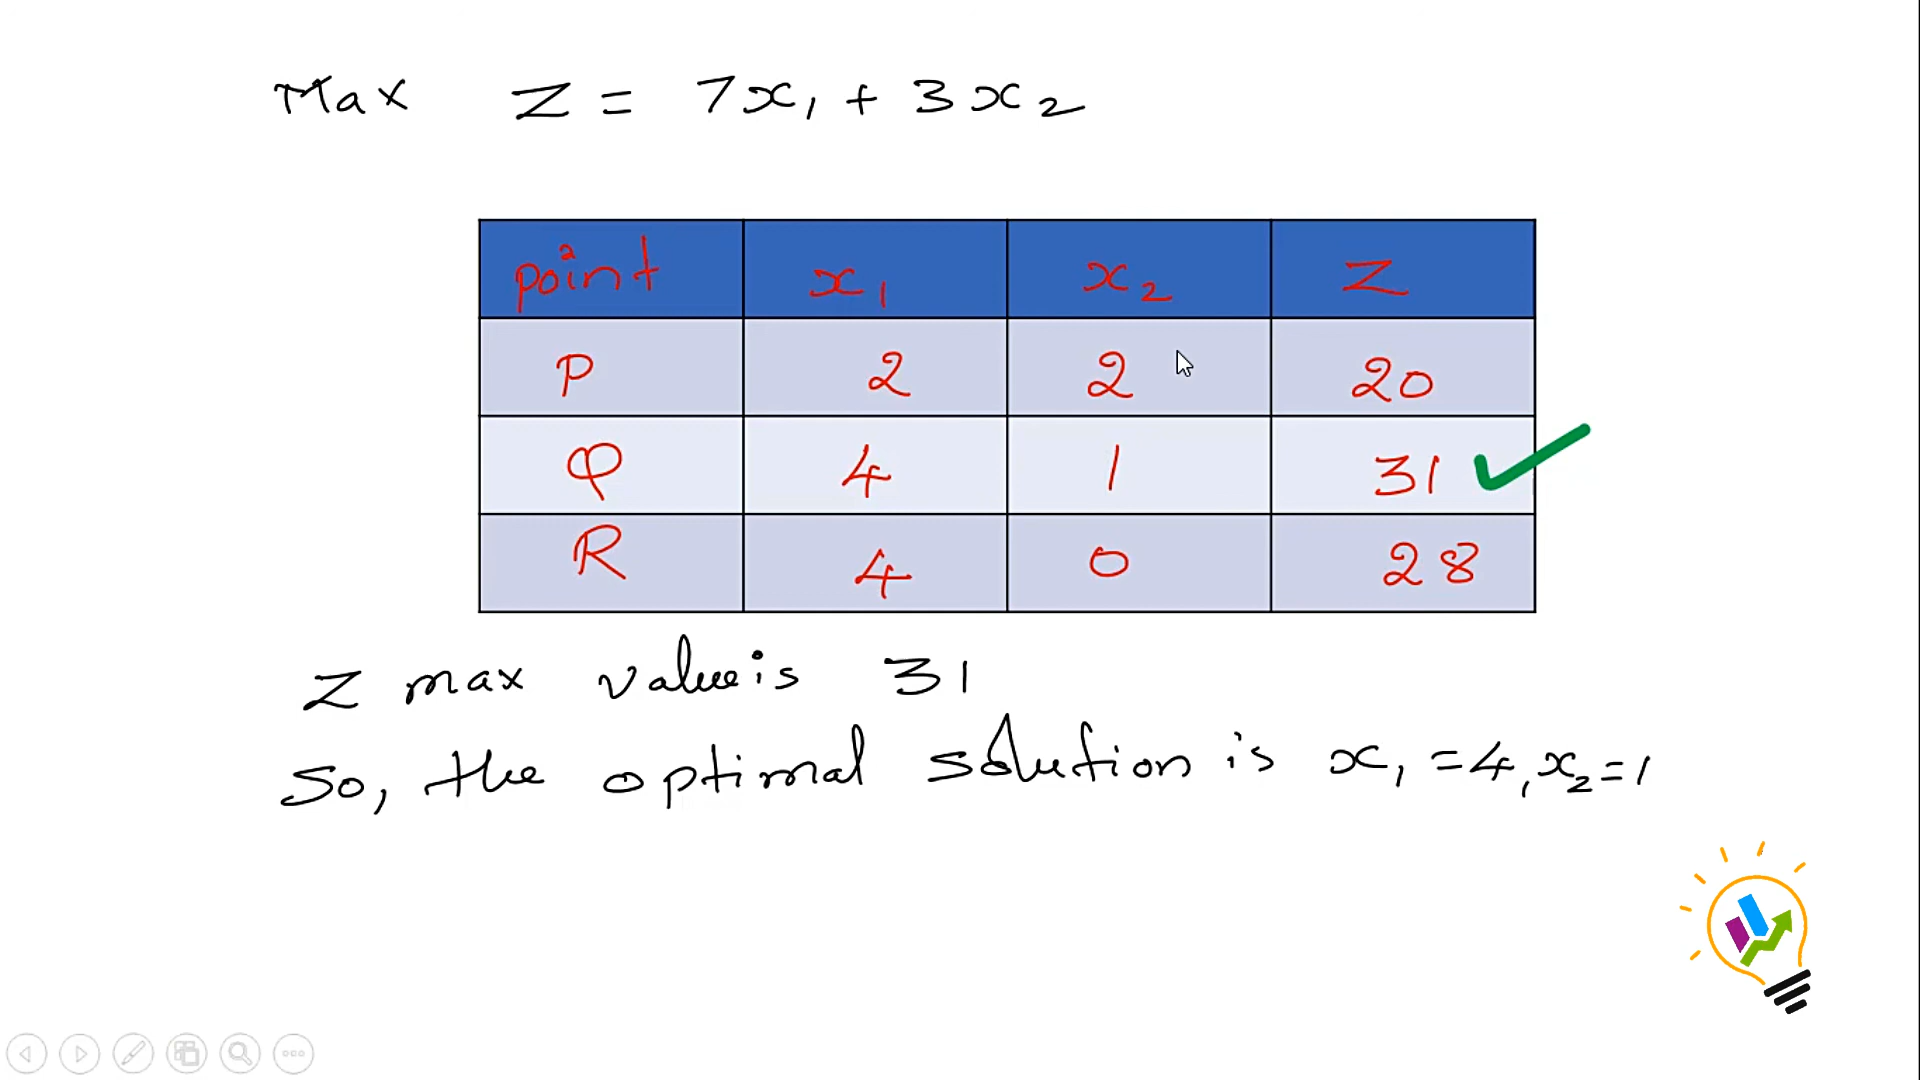 Max Z = 7x₁ + 3x₂
point x₁ x₂ Z
P 2 2 20
Q 4 1 31
R 4 0 28
Z max value is 31
So, the optimal solution is x₁ = 4, x₂ = 1